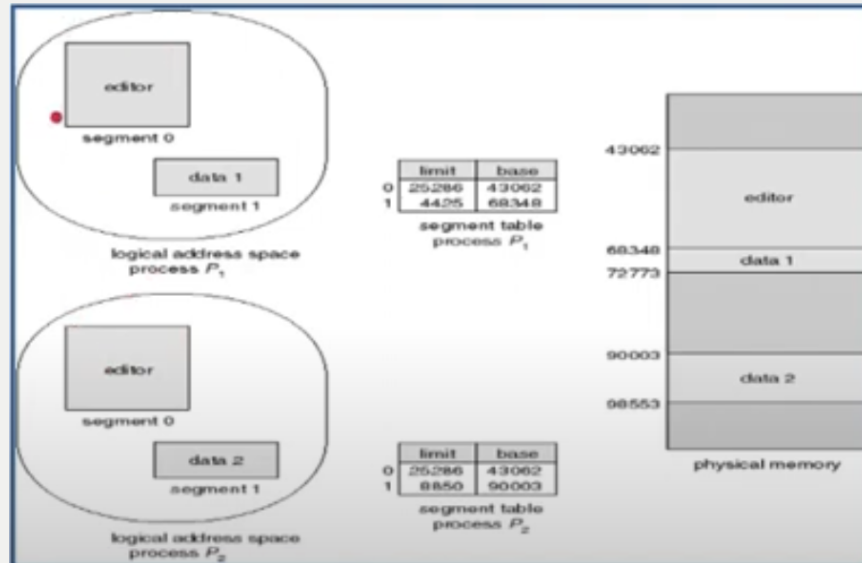 editor
segment 0
data 1
segment 1
logical address space
process P1
limit base
0 25286 43062
1 4425 68348
segment table
process P1
editor
segment 0
data 2
segment 1
logical address space
process P2
limit base
0 25286 43062
1 8850 90003
segment table
process P2
43062
editor
68348
data 1
72773
90003
data 2
98553
physical memory